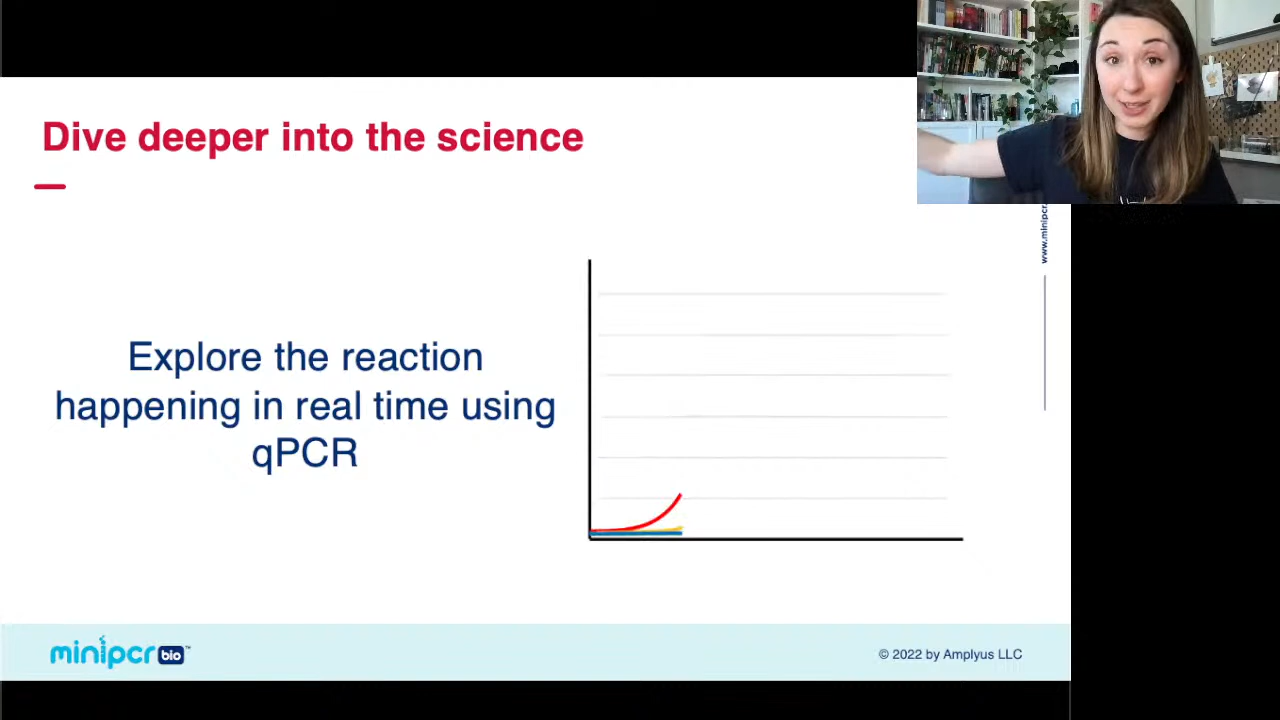 Dive deeper into the science
www.minipcr.
Explore the reaction
happening in real time using
qPCR
minipcr bio™
© 2022 by Amplyus LLC